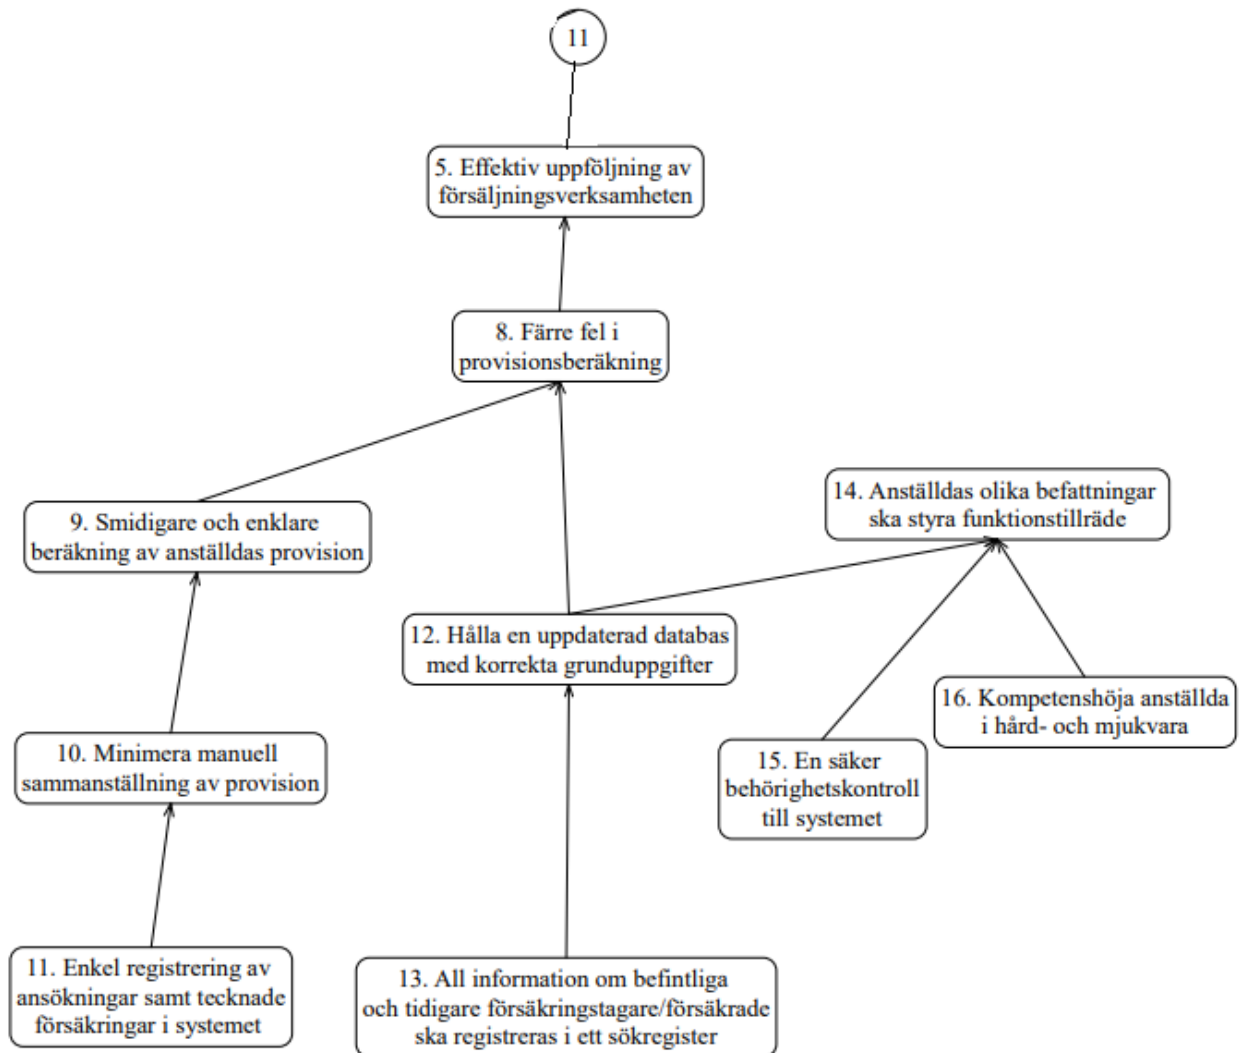 11
5. Effektiv uppföljning av
försäljningsverksamheten
8. Färre fel i
provisionsberäkning
14. Anställdas olika befattningar
ska styra funktionstillräde
9. Smidigare och enklare
beräkning av anställdas provision
12. Hålla en uppdaterad databas
med korrekta grunduppgifter
16. Kompetenshöja anställda
i hård- och mjukvara
10. Minimera manuell
sammanställning av provision
15. En säker
behörighetskontroll
till systemet
11. Enkel registrering av
ansökningar samt tecknade
försäkringar i systemet
13. All information om befintliga
och tidigare försäkringstagare/försäkrade
ska registreras i ett sökregister